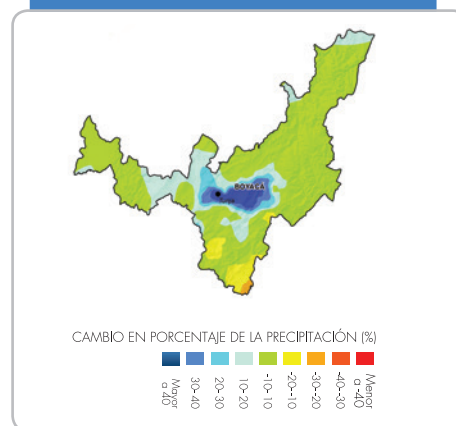 BOYACÁ
CAMBIO EN PORCENTAJE DE LA PRECIPITACIÓN (%)
Mayor a 40
30- 40
20- 30
10 - 20
-10- 10
-20- -10
-30- -20
-40- -30
Menor a -40